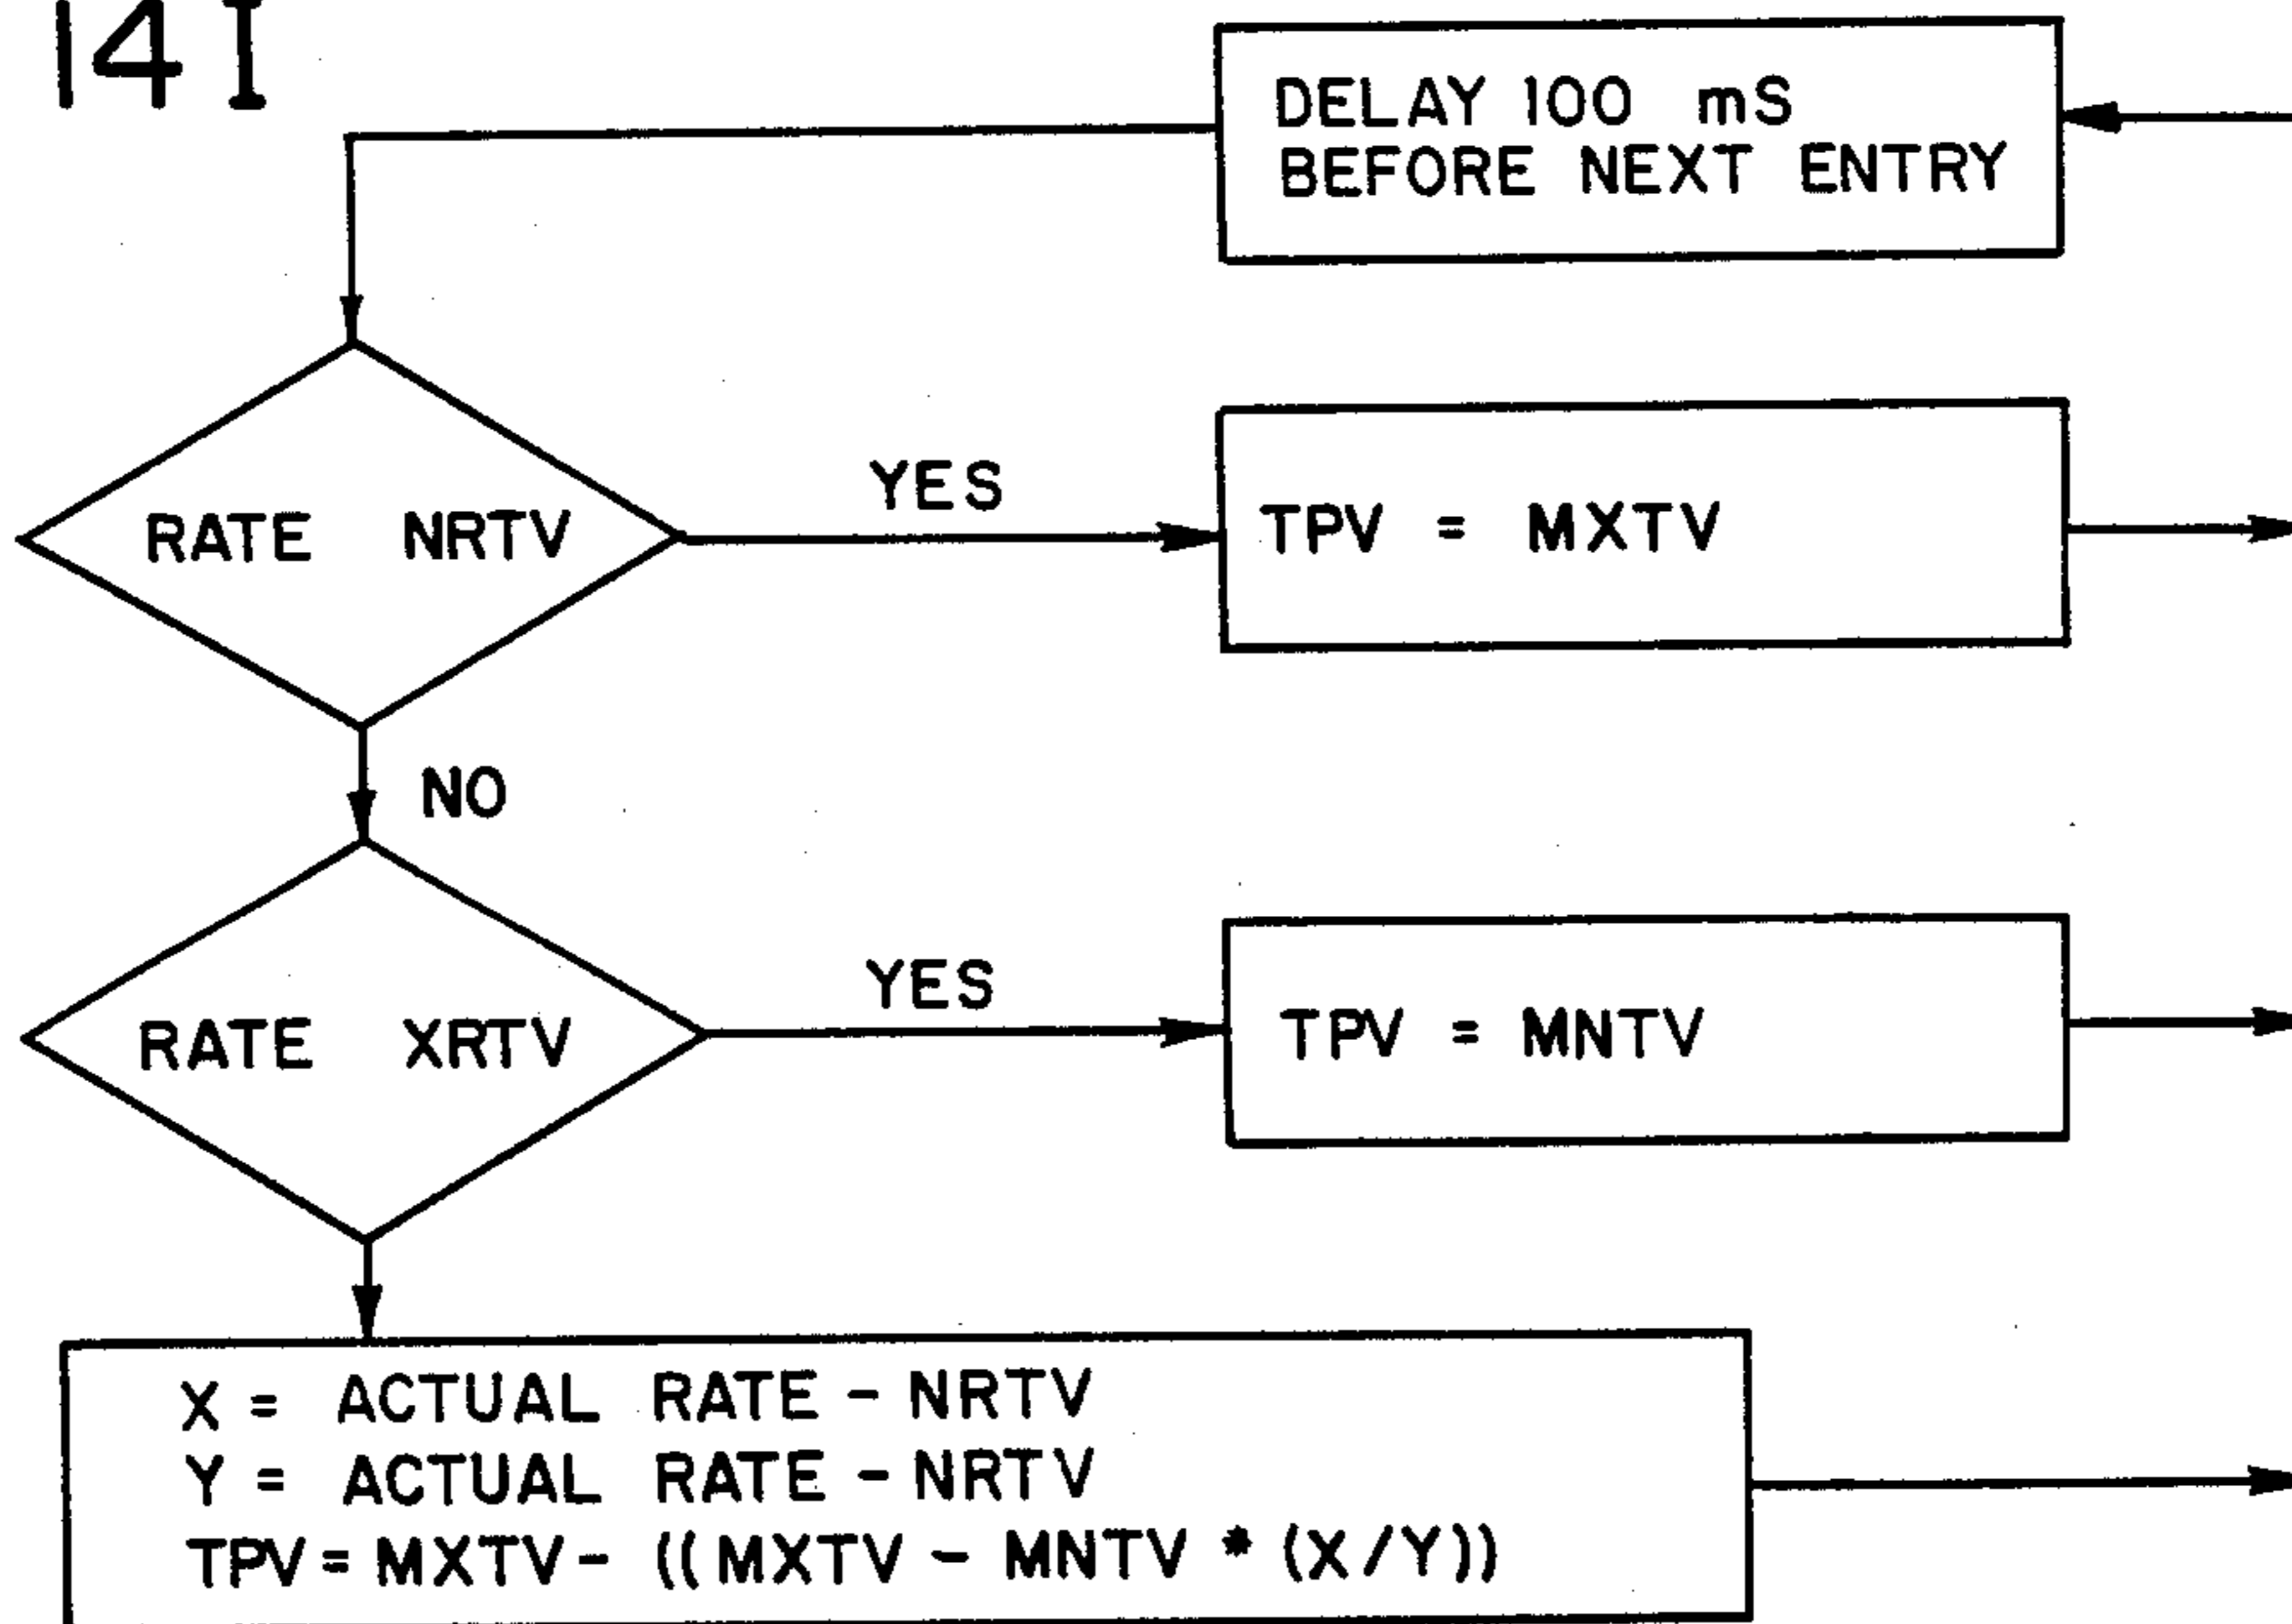 14 I
DELAY 100 mS
BEFORE NEXT ENTRY
RATE NRTV
YES
TPV = MXTV
NO
RATE XRTV
YES
TPV = MNTV
X = ACTUAL RATE - NRTV
Y = ACTUAL RATE - NRTV
TPV = MXTV - ((MXTV - MNTV * (X/Y))